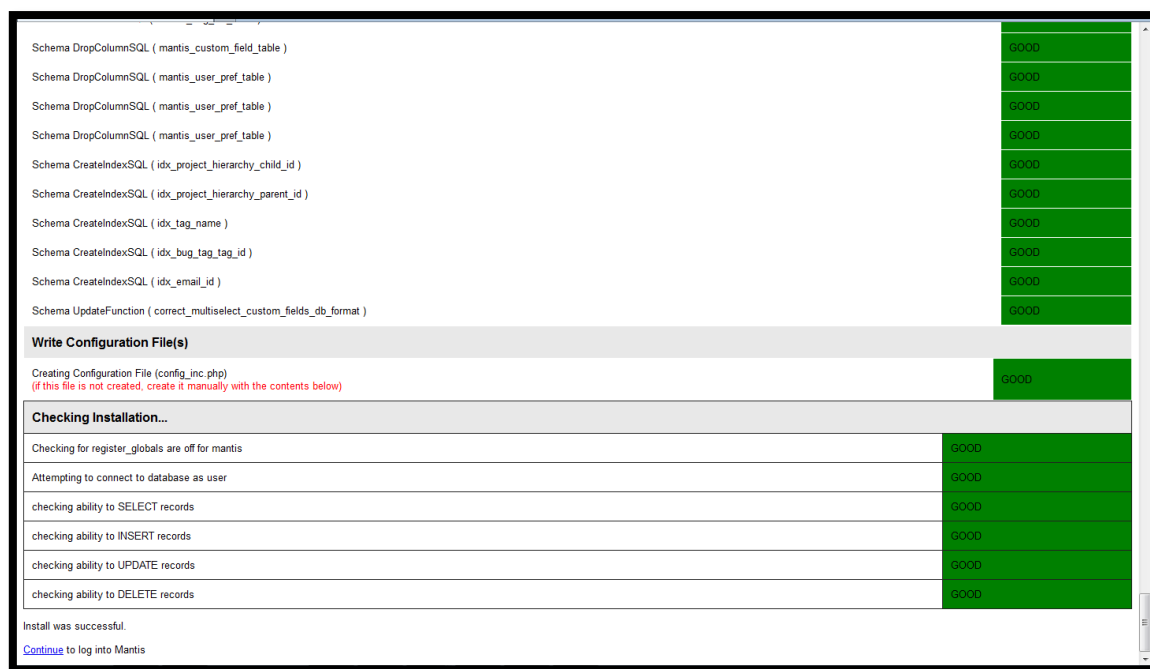 Schema DropColumnSQL ( mantis_custom_field_table ) GOOD
Schema DropColumnSQL ( mantis_user_pref_table ) GOOD
Schema DropColumnSQL ( mantis_user_pref_table ) GOOD
Schema DropColumnSQL ( mantis_user_pref_table ) GOOD
Schema CreateIndexSQL ( idx_project_hierarchy_child_id ) GOOD
Schema CreateIndexSQL ( idx_project_hierarchy_parent_id ) GOOD
Schema CreateIndexSQL ( idx_tag_name ) GOOD
Schema CreateIndexSQL ( idx_bug_tag_tag_id ) GOOD
Schema CreateIndexSQL ( idx_email_id ) GOOD
Schema UpdateFunction ( correct_multiselect_custom_fields_db_format ) GOOD
Write Configuration File(s)
Creating Configuration File (config_inc.php)
(if this file is not created, create it manually with the contents below) GOOD
Checking Installation...
Checking for register_globals are off for mantis GOOD
Attempting to connect to database as user GOOD
checking ability to SELECT records GOOD
checking ability to INSERT records GOOD
checking ability to UPDATE records GOOD
checking ability to DELETE records GOOD
Install was successful.
Continue to log into Mantis